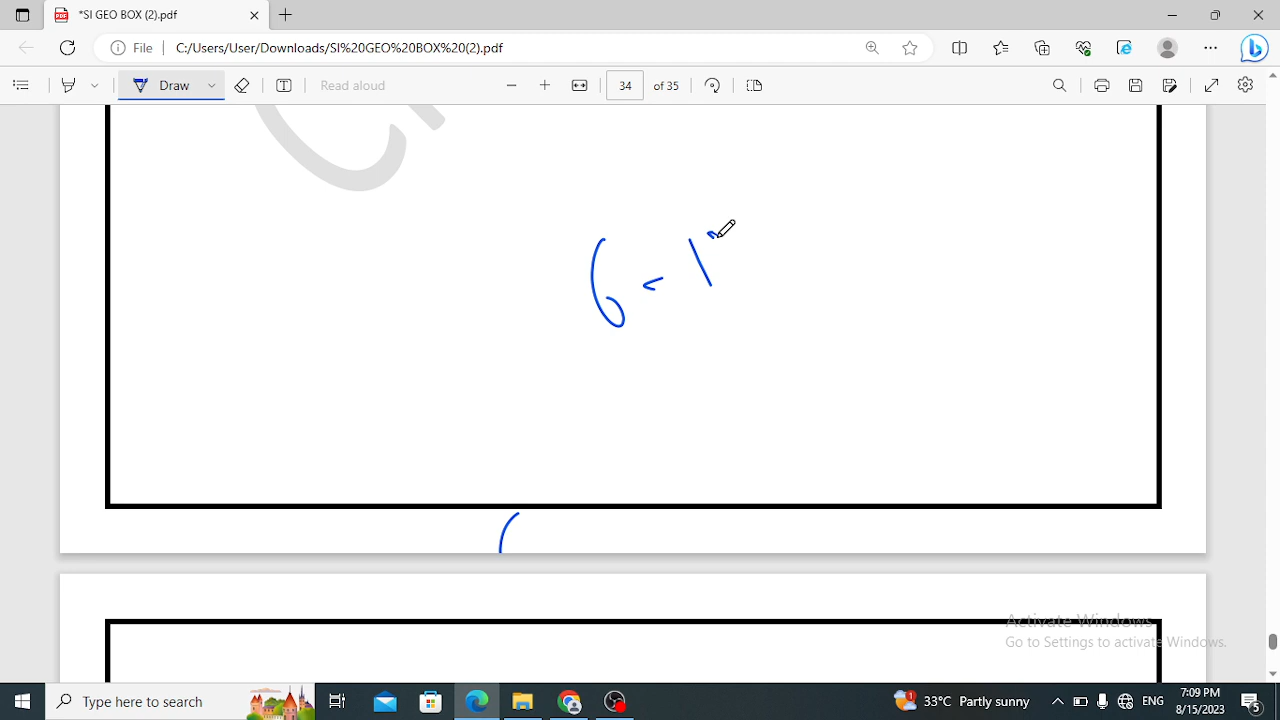 *SI GEO BOX (2).pdf
File C:/Users/User/Downloads/SI%20GEO%20BOX%20(2).pdf
Draw Read aloud 34 of 35
6 - 1
Activate Windows
Go to Settings to activate Windows.
Type here to search
33°C Partly sunny ENG 7:09 PM
8/15/2023